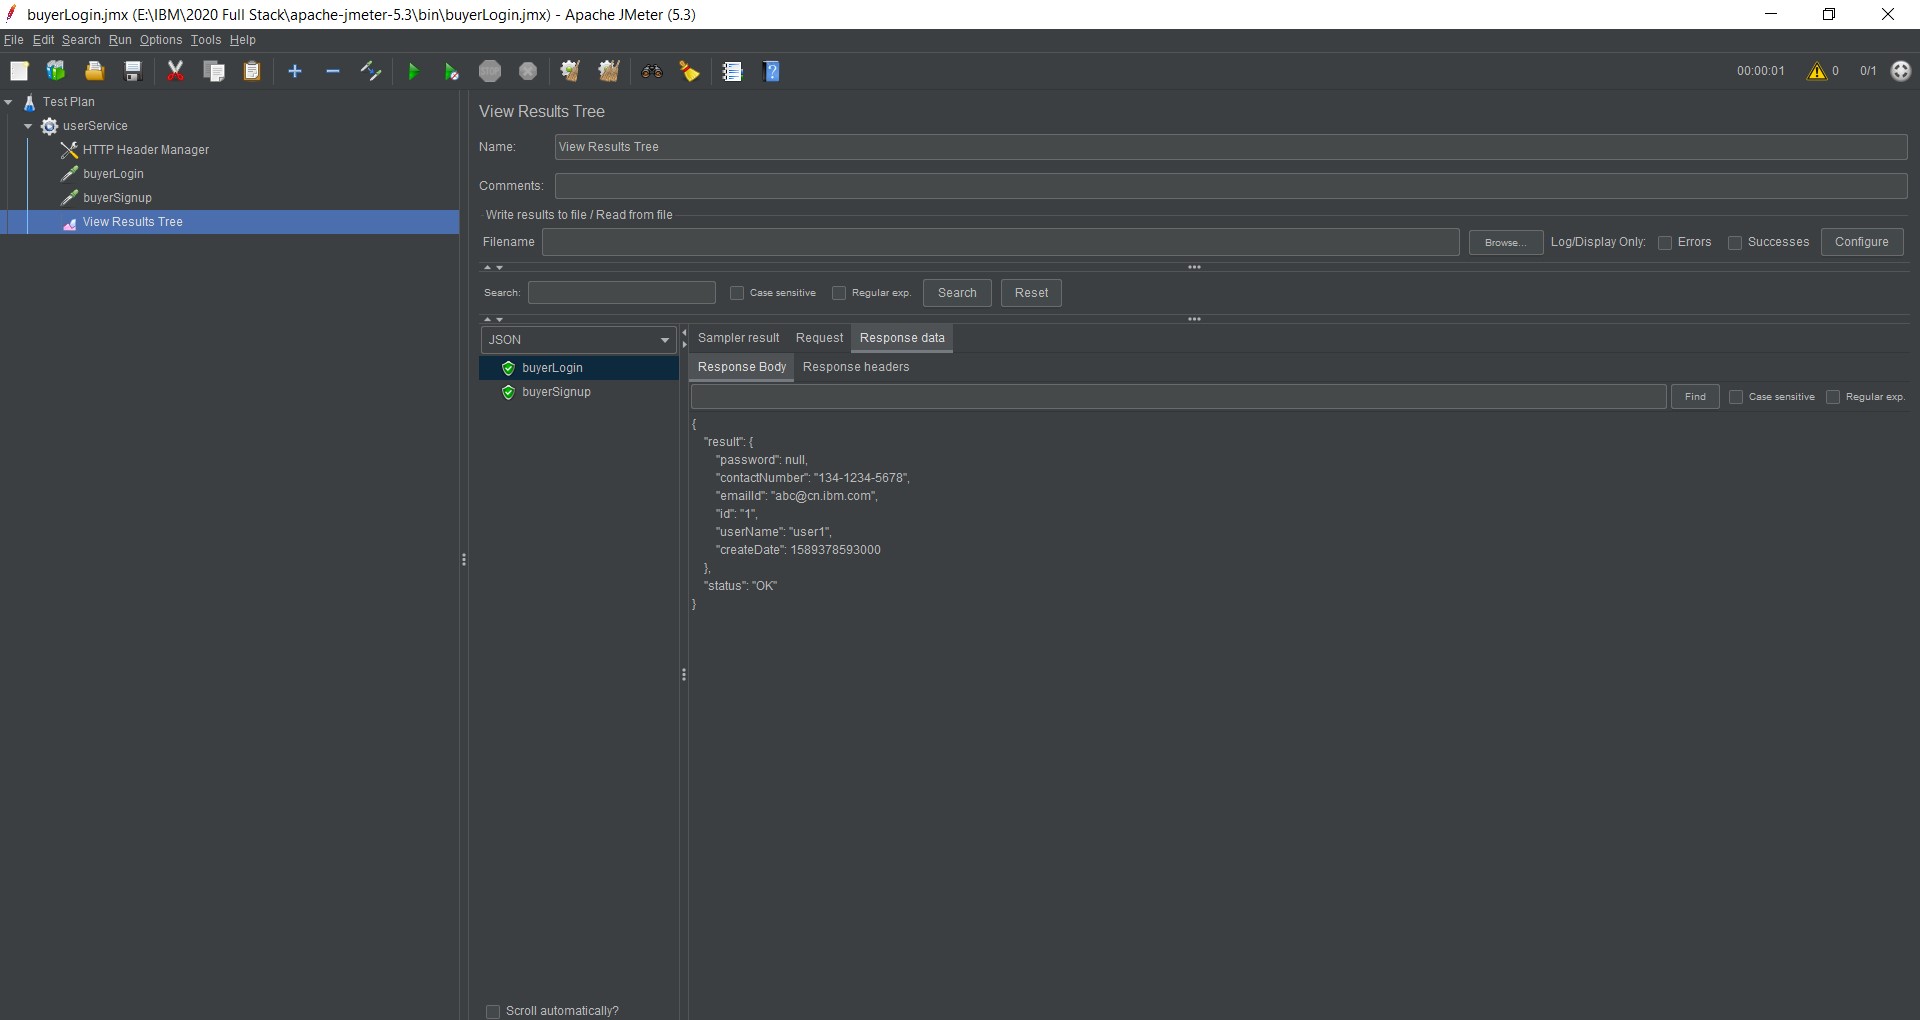 buyerLogin.jmx (E:\IBM\2020 Full Stack\apache-jmeter-5.3\bin\buyerLogin.jmx) - Apache JMeter (5.3)
File Edit Search Run Options Tools Help
STOP 00:00:01 0 0/1
Test Plan
userService
HTTP Header Manager
buyerLogin
buyerSignup
View Results Tree
View Results Tree
Name: View Results Tree
Comments:
Write results to file / Read from file
Filename Browse... Log/Display Only: Errors Successes Configure
Search: Case sensitive Regular exp. Search Reset
JSON
buyerLogin
buyerSignup
Scroll automatically?
Sampler result Request Response data
Response Body Response headers
Find Case sensitive Regular exp.
{
"result": {
"password": null,
"contactNumber": "134-1234-5678",
"emailId": "abc@cn.ibm.com",
"id": "1",
"userName": "user1",
"createDate": 1589378593000
},
"status": "OK"
}